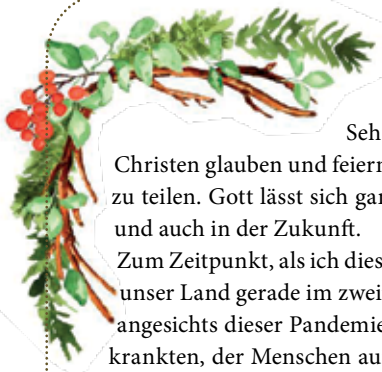 Seh
Christen glauben und feiern
zu teilen. Gott lässt sich gan
und auch in der Zukunft.
Zum Zeitpunkt, als ich dies
unser Land gerade im zwei
angesichts dieser Pandemie
krankten, der Menschen au